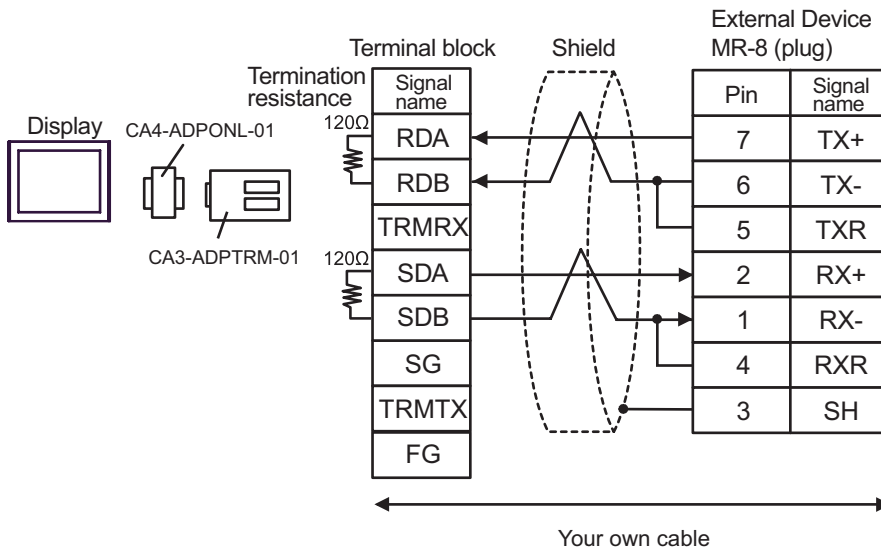 External Device
MR-8 (plug)
Terminal block
Shield
Termination
resistance
Display
CA4-ADPONL-01
CA3-ADPTRM-01
Signal
name
120Ω
RDA
RDB
TRMRX
120Ω
SDA
SDB
SG
TRMTX
FG
Pin
Signal
name
7 TX+
6 TX-
5 TXR
2 RX+
1 RX-
4 RXR
3 SH
Your own cable